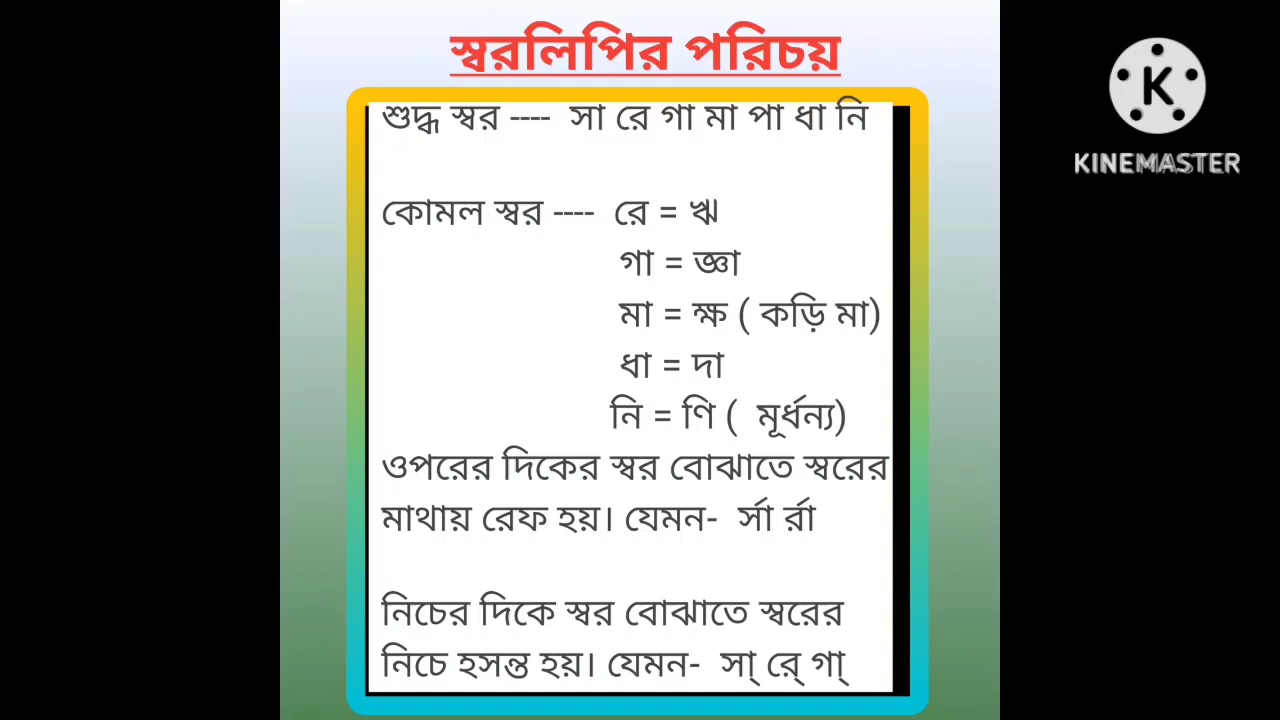 স্বরলিপির পরিচয়
শুদ্ধ স্বর ---- সা রে গা মা পা ধা নি
কোমল স্বর ---- রে = ঋ
গা = জ্ঞা
মা = ক্ষ ( কড়ি মা)
ধা = দা
নি = ণি ( মূর্ধন্য)
ওপরের দিকের স্বর বোঝাতে স্বরের
মাথায় রেফ হয়। যেমন- র্সা র্রা
নিচের দিকে স্বর বোঝাতে স্বরের
নিচে হসন্ত হয়। যেমন- সা্ রে্ গা্
K
KINEMASTER